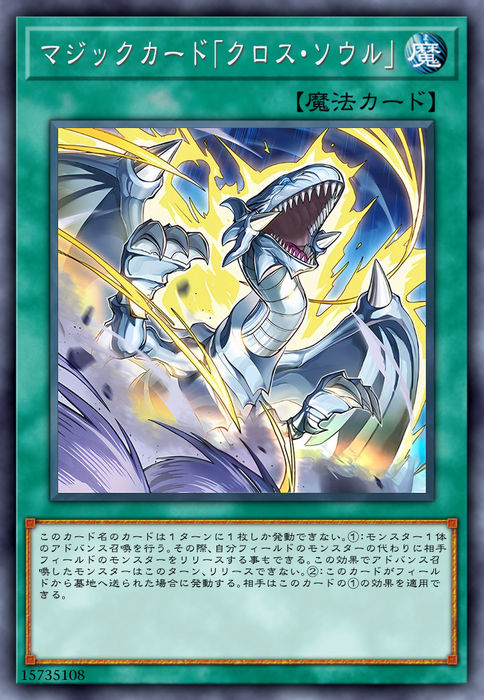 マジックカード「クロス・ソウル」 魔
【魔法カード】
このカード名のカードは1ターンに1枚しか発動できない。①:モンスター1体
のアドバンス召喚を行う。その際、自分フィールドのモンスターの代わりに相手
フィールドのモンスターをリリースする事もできる。この効果でアドバンス召
喚したモンスターはこのターン、リリースできない。②:このカードがフィール
ドから墓地へ送られた場合に発動する。相手はこのカードの①の効果を適用で
きる。
15735108